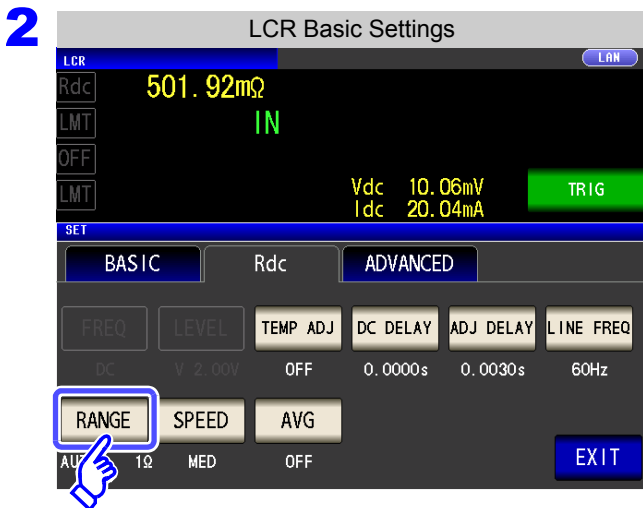 2
LCR Basic Settings
LCR
LAN
Rdc 501.92mΩ
LMT IN
OFF
LMT
Vdc 10.06mV
Idc 20.04mA
TRIG
SET
BASIC Rdc ADVANCED
FREQ LEVEL TEMP ADJ DC DELAY ADJ DELAY LINE FREQ
DC V 2.00V OFF 0.0000s 0.0030s 60Hz
RANGE SPEED AVG
1Ω MED OFF
EXIT